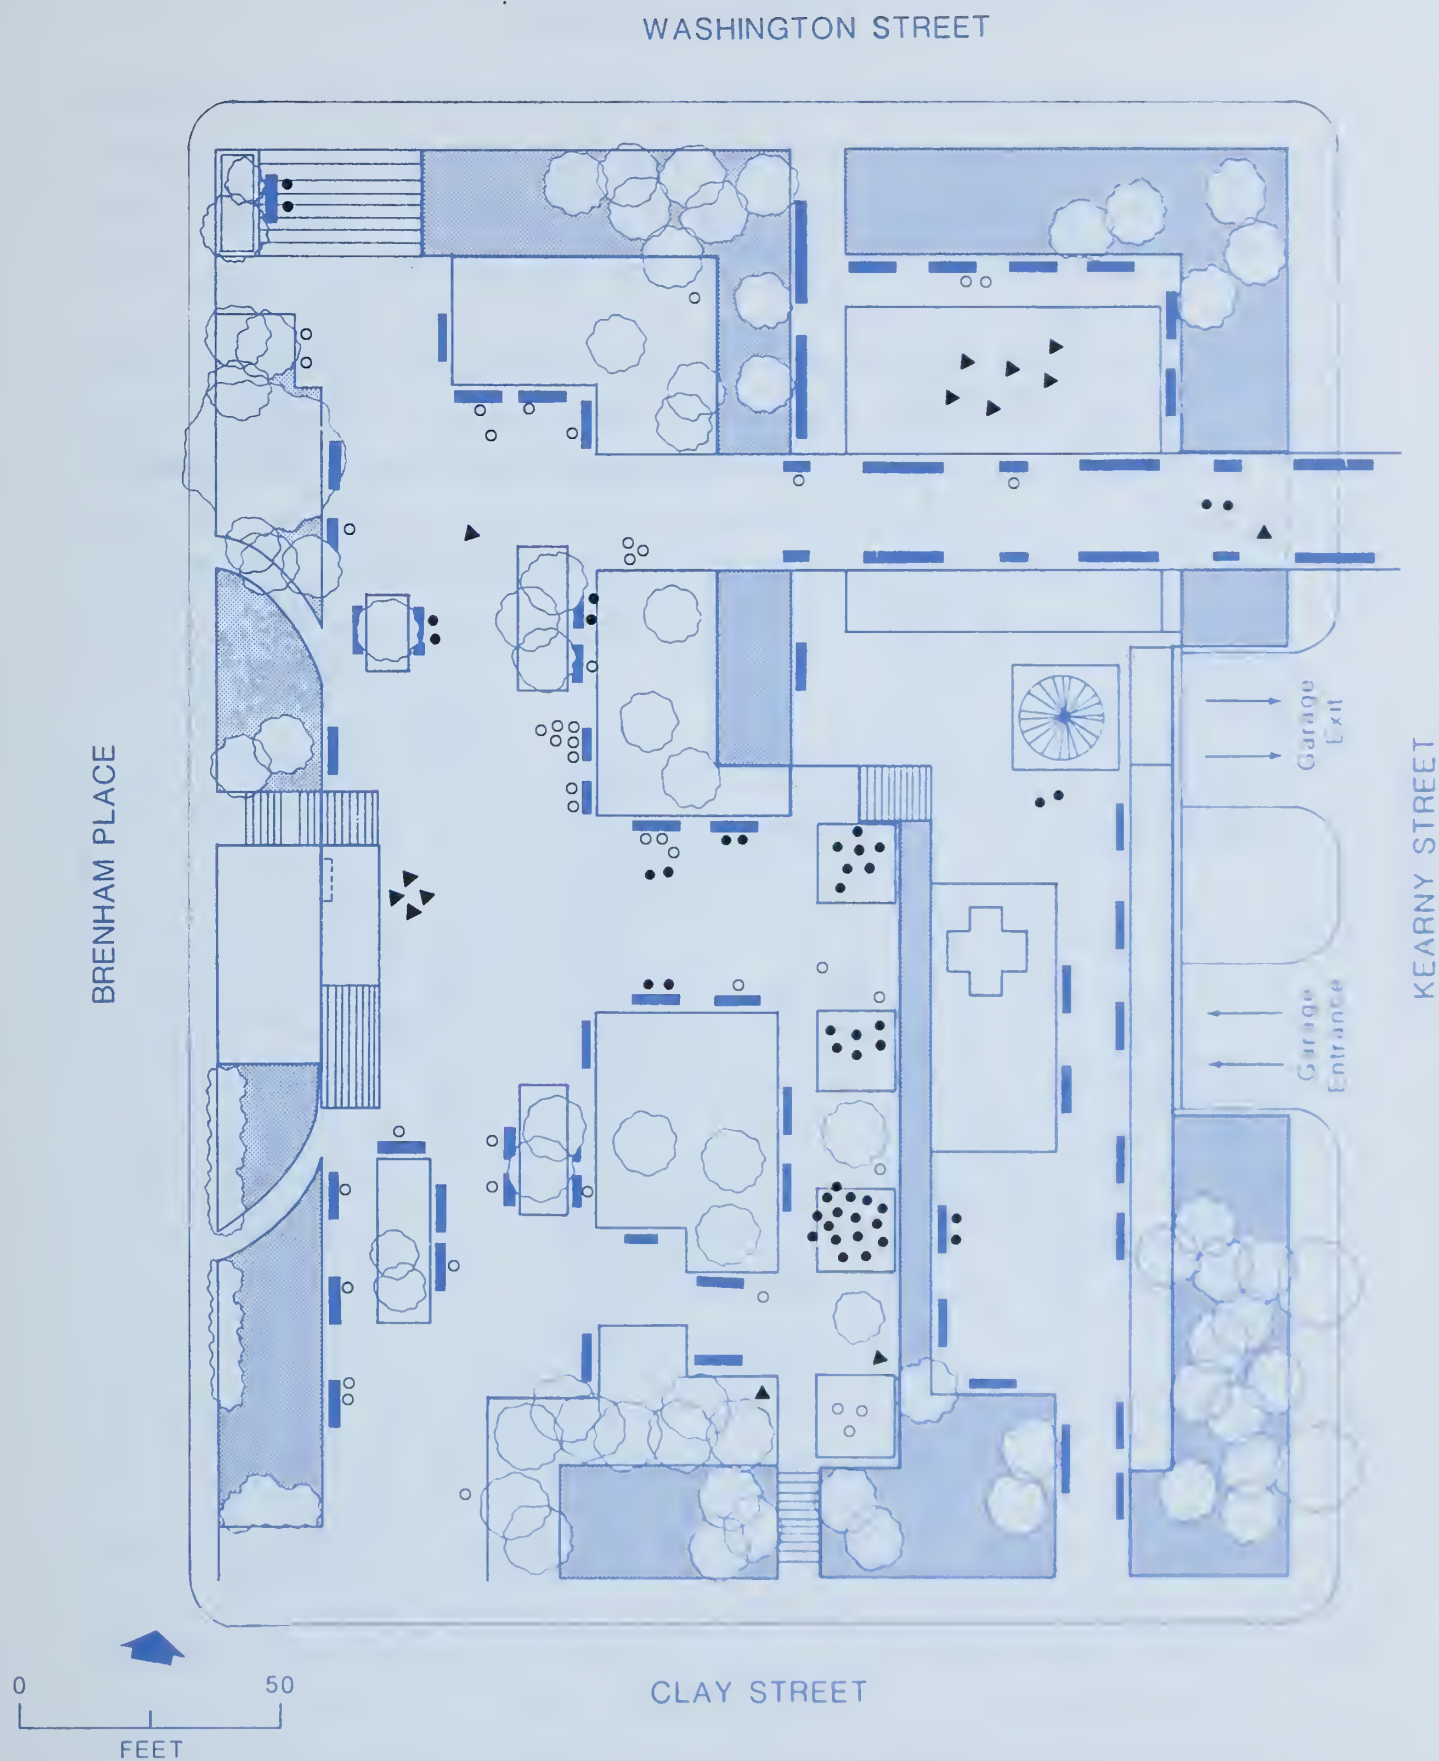 WASHINGTON STREET
BRENHAM PLACE
Garage
Exit
KEARNY STREET
Garage
Entrance
0 50
FEET
CLAY STREET